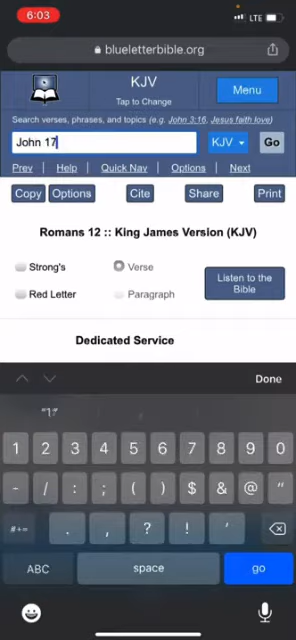 6:03
LTE
blueletterbible.org
KJV
Tap to Change
Menu
Search verses, phrases, and topics (e.g. John 3:16, Jesus faith love)
John 17
KJV
Go
Prev | Help | Quick Nav | Options | Next
Copy Options Cite Share Print
Romans 12 :: King James Version (KJV)
Strong's Verse
Red Letter Paragraph
Listen to the
Bible
Dedicated Service
Done
1 2 3 4 5 6 7 8 9 0
- / : ; ( ) $ & @ "
#+= . , ? ! '
ABC space go